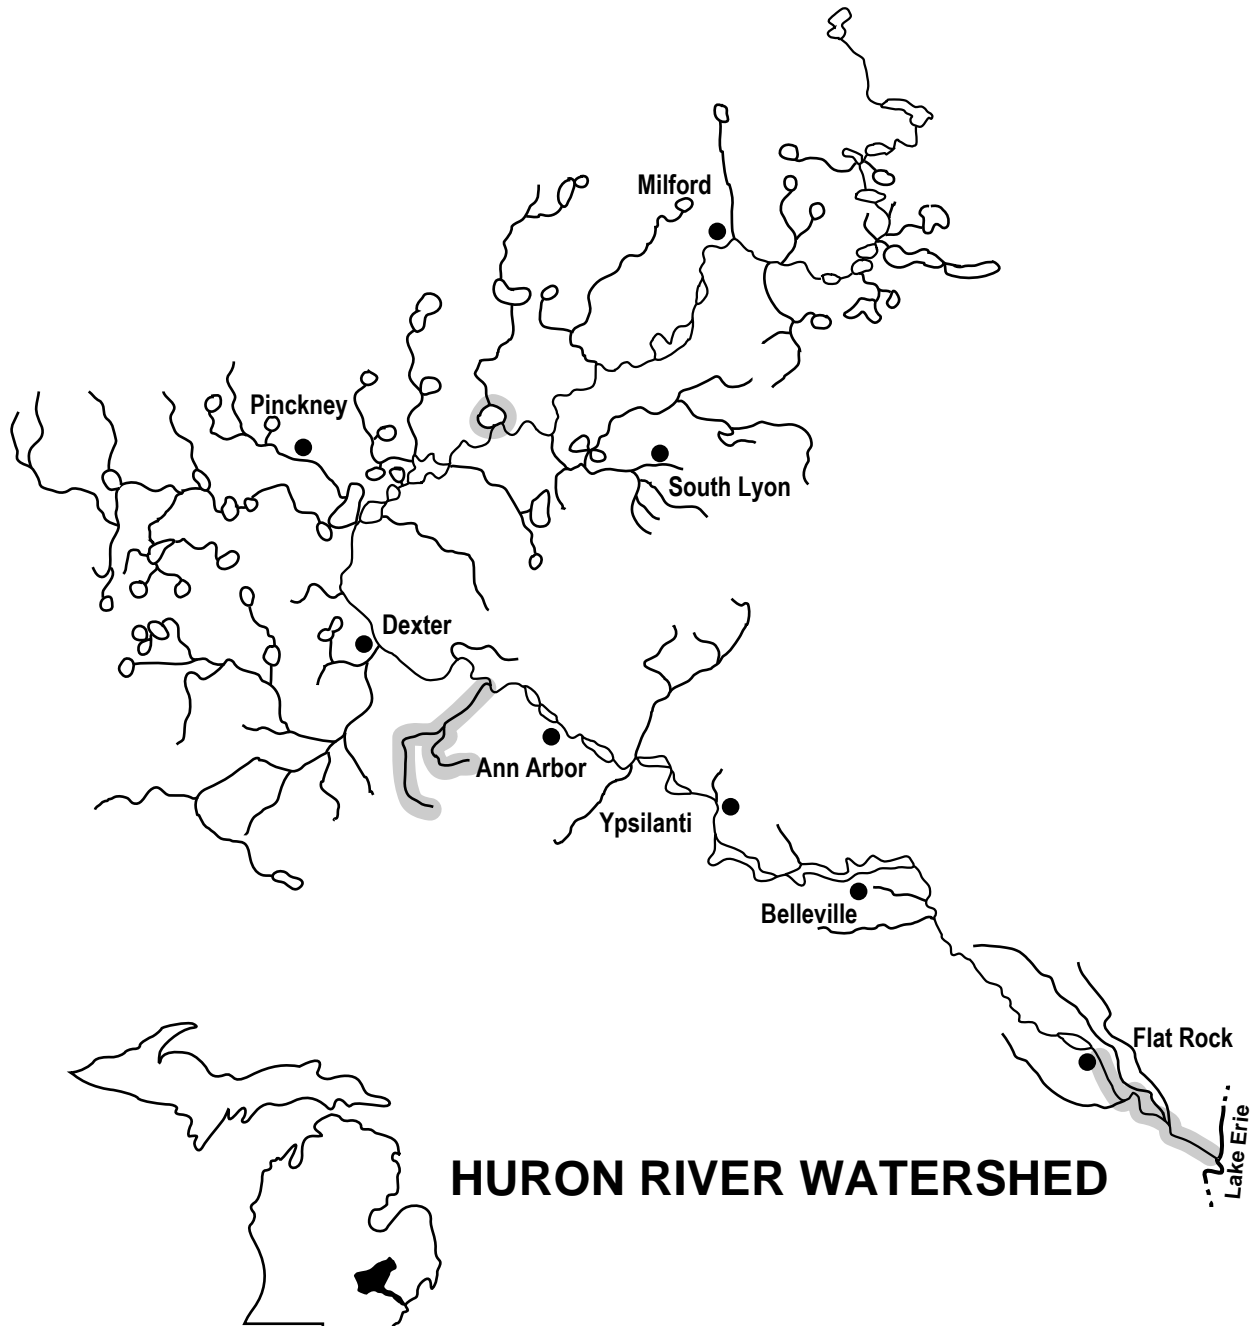 Milford
Pinckney
South Lyon
Dexter
Ann Arbor
Ypsilanti
Belleville
Flat Rock
Lake Erie
HURON RIVER WATERSHED